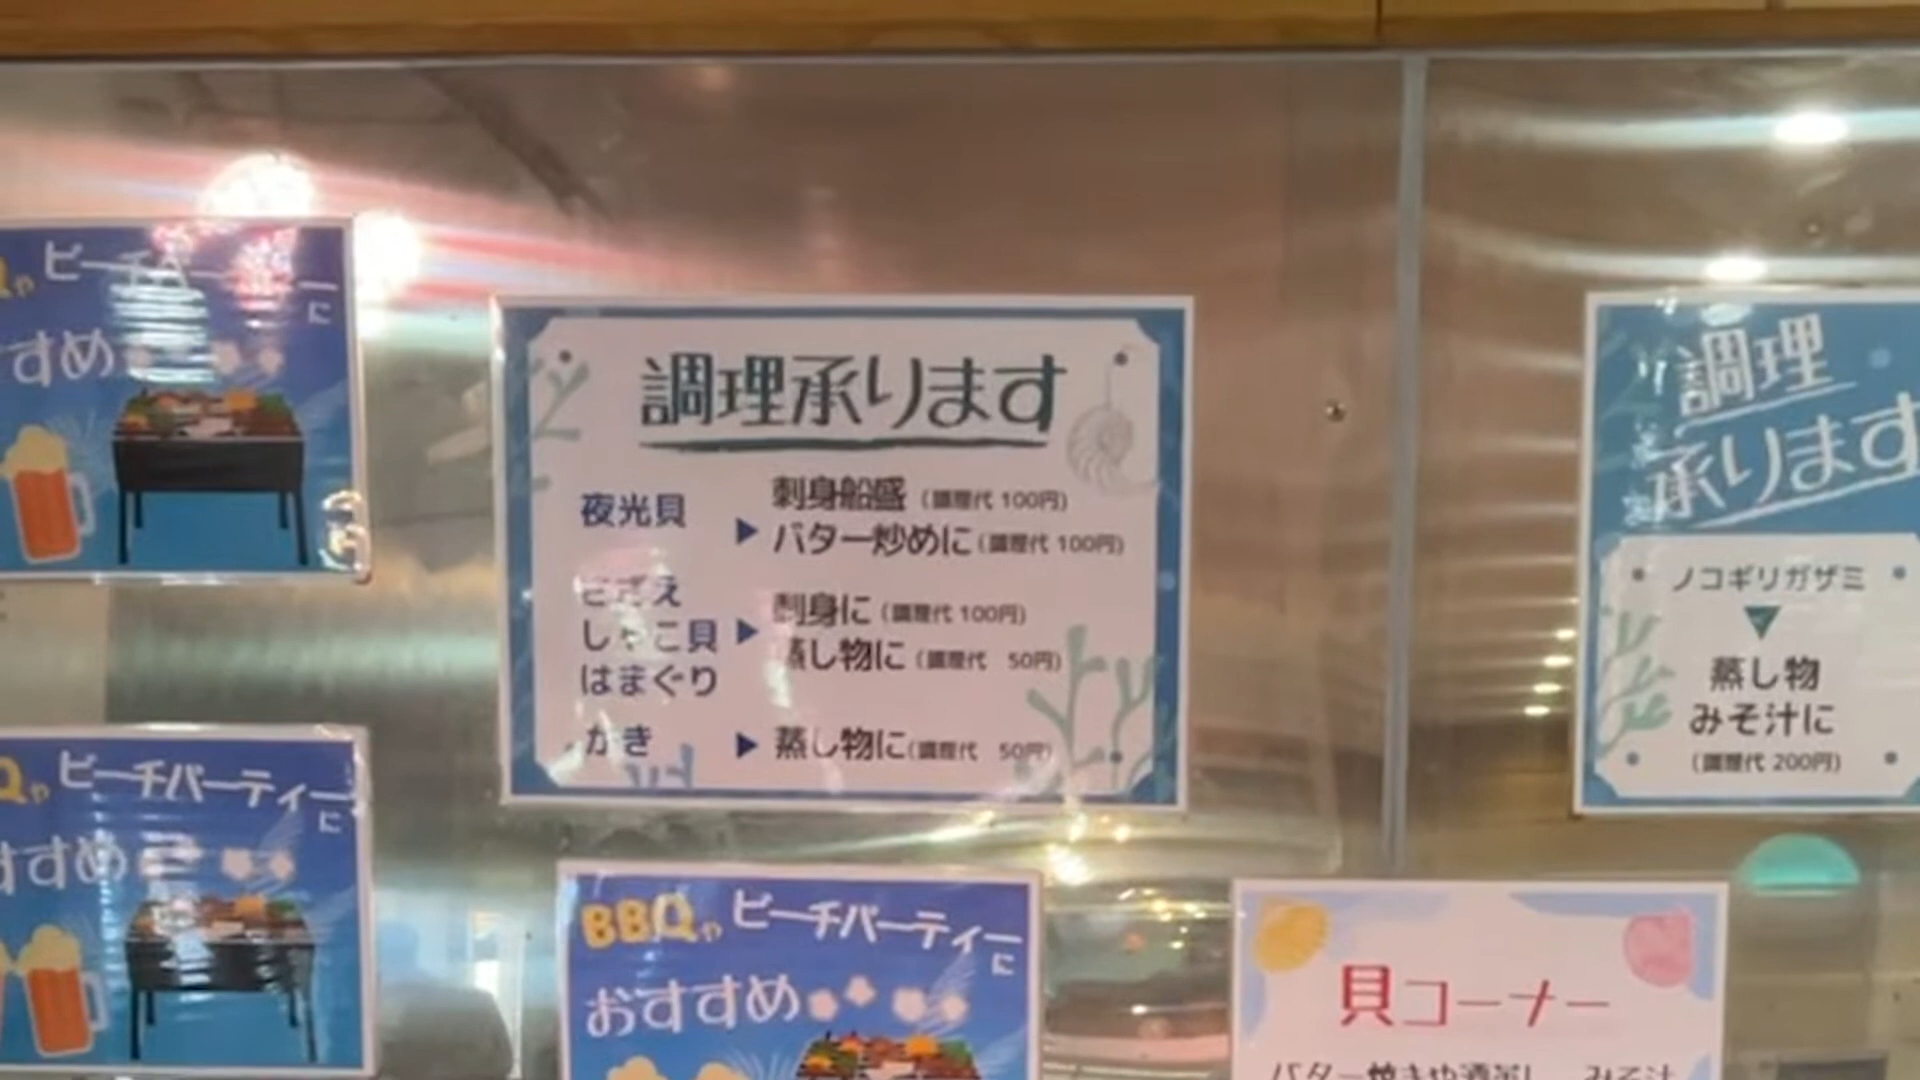 ビーチ
に
すめ
調理承ります
夜光貝
刺身船盛 (調理代 100円)
バター炒めに (調理代 100円)
さざえ
しゃこ貝
はまぐり
刺身に (調理代 100円)
蒸し物に (調理代 50円)
かき
蒸し物に (調理代 50円)
調理
承ります
ノコギリガザミ
蒸し物
みそ汁に
(調理代 200円)
Qや ビーチパーティー
に
すすめ
BBQや ビーチパーティー
に
おすすめ
貝コーナー
バター焼きや酒蒸し、みそ汁